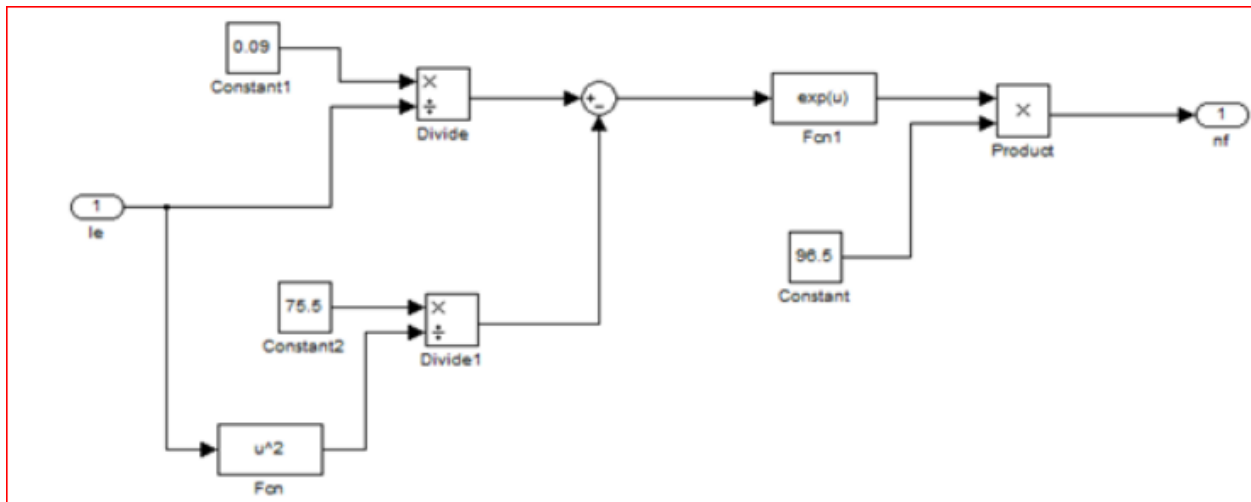 0.09
Constant1
×
÷
Divide
+
−
exp(u)
Fcn1
×
Product
1
nf
1
Ie
96.5
Constant
75.5
Constant2
×
÷
Divide1
u^2
Fcn